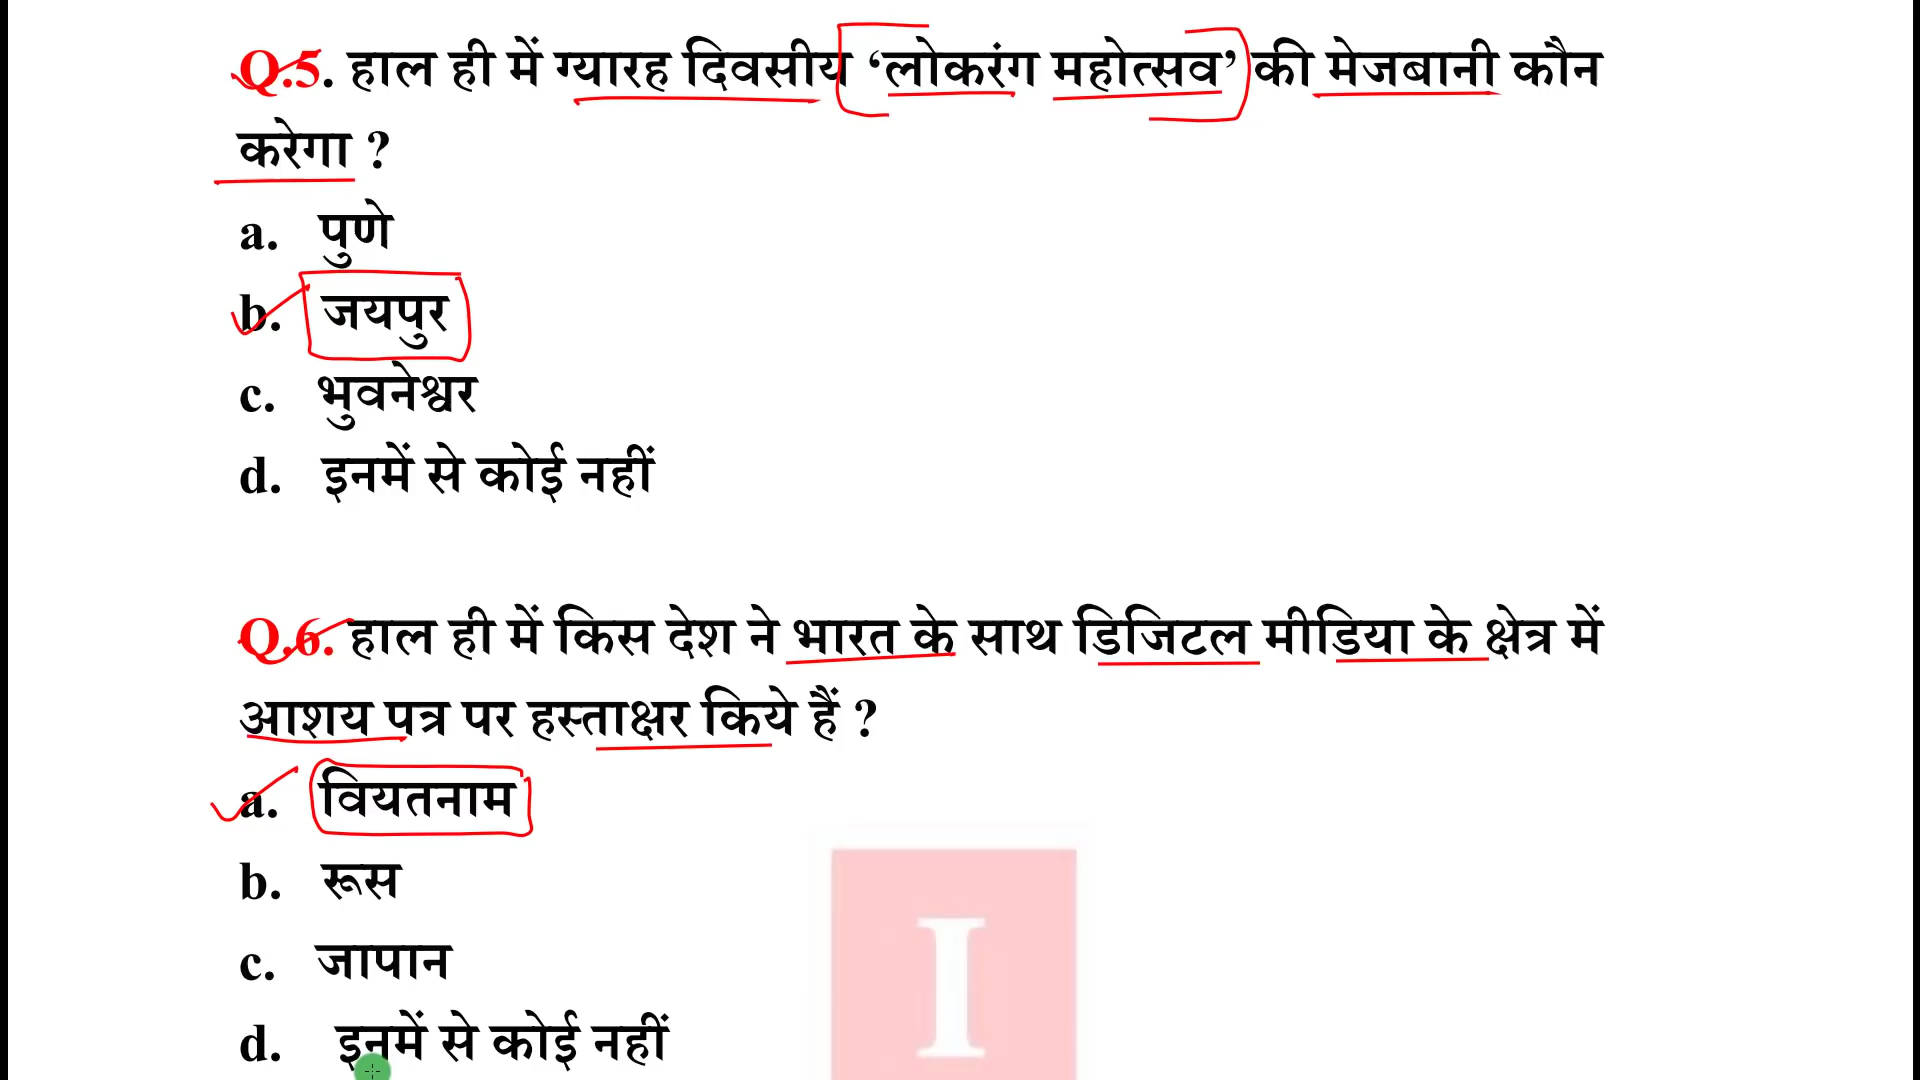 Q.5. हाल ही में ग्यारह दिवसीय ‘लोकरंग महोत्सव’ की मेजबानी कौन
करेगा ?
a. पुणे
b. जयपुर
c. भुवनेश्वर
d. इनमें से कोई नहीं
Q.6. हाल ही में किस देश ने भारत के साथ डिजिटल मीडिया के क्षेत्र में
आशय पत्र पर हस्ताक्षर किये हैं ?
a. वियतनाम
b. रूस
c. जापान
d. इनमें से कोई नहीं
I